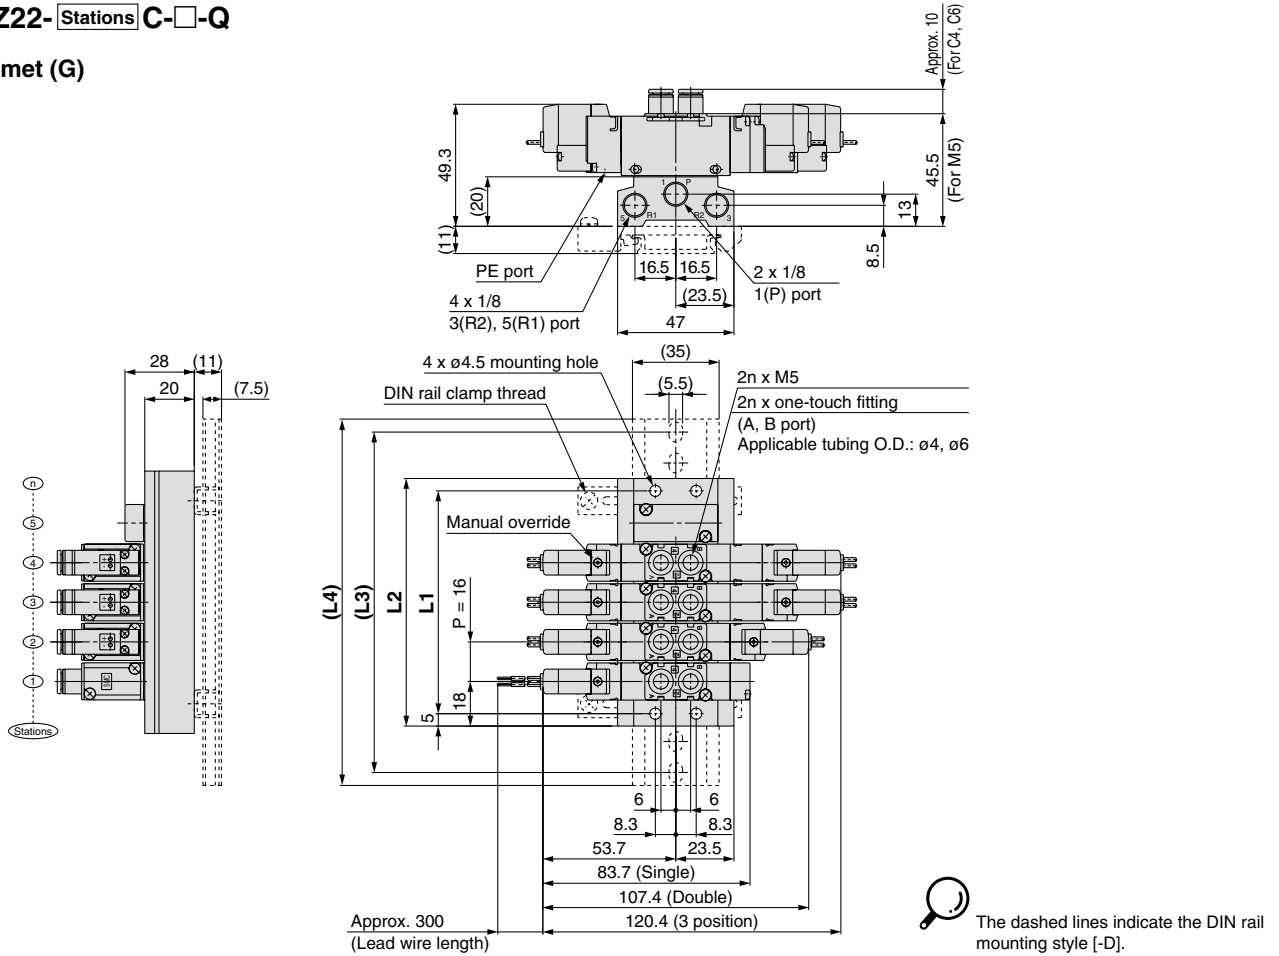 Z22- Stations C-□-Q
met (G)
Approx. 10
(For C4, C6)
49.3
(20)
(11)
45.5
(For M5)
13
8.5
1 P
5 R1 R2 3
PE port
16.5 16.5
2 x 1/8
1(P) port
(23.5)
4 x 1/8
3(R2), 5(R1) port
47
28 (11)
20 (7.5)
4 x ø4.5 mounting hole
(35)
DIN rail clamp thread
(5.5)
2n x M5
2n x one-touch fitting
(A, B port)
Applicable tubing O.D.: ø4, ø6
n
5
4
3
2
1
Stations
SMC
Manual override
(L4)
(L3)
L2
L1
P = 16
18
5
A B
A B
A B
A B
6 6
8.3 8.3
53.7 23.5
83.7 (Single)
107.4 (Double)
120.4 (3 position)
Approx. 300
(Lead wire length)
The dashed lines indicate the DIN rail
mounting style [-D].